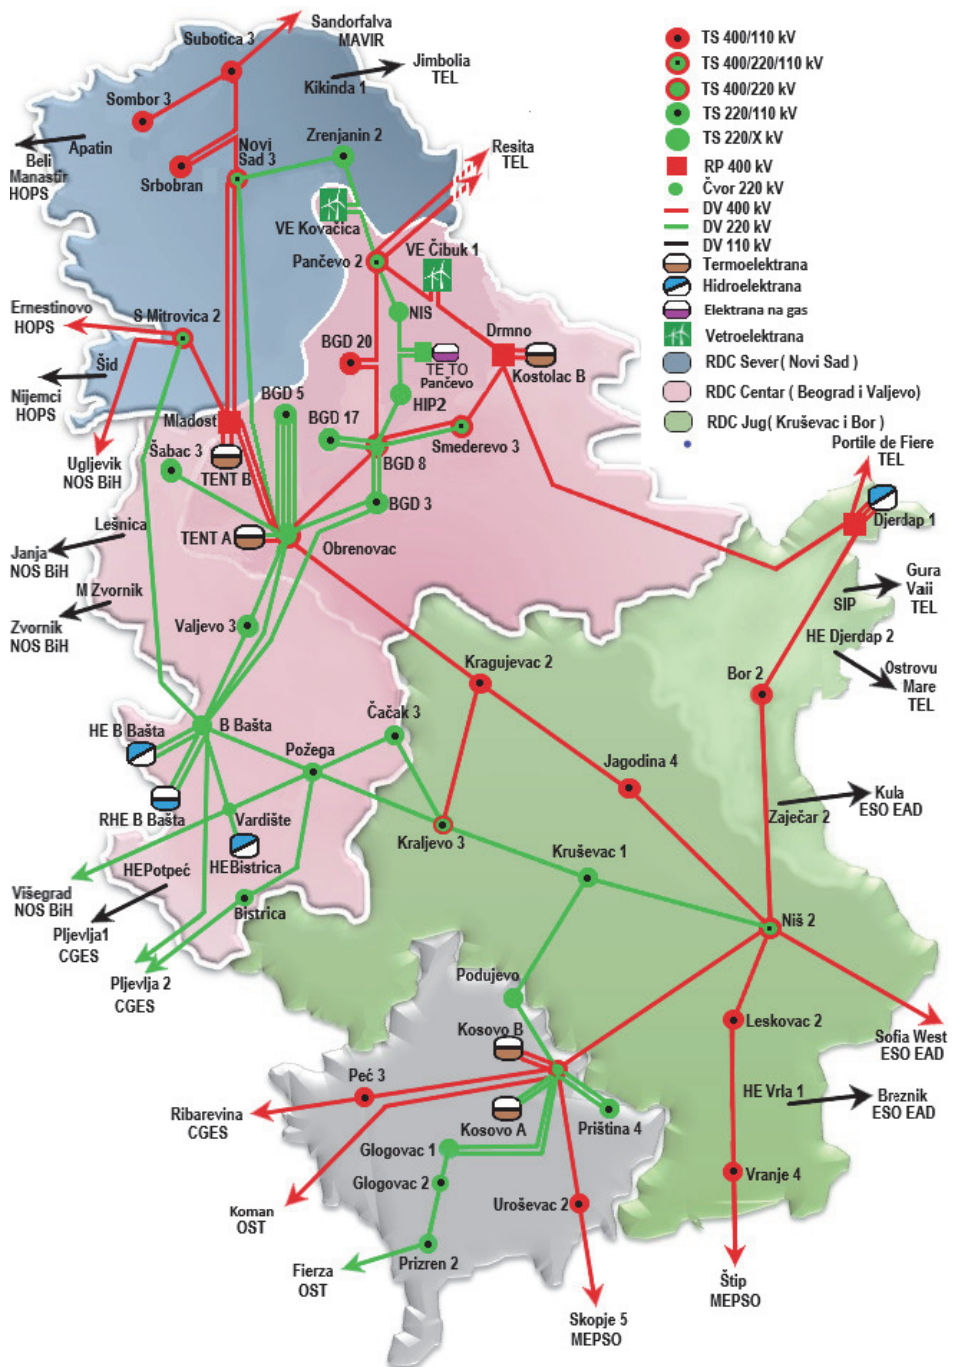 Sandorfalva
MAVIR
Subotica 3
Jimbolia
TEL
Kikinda 1
Sombor 3
Zrenjanin 2
Apatin
Novi
Sad 3
Beli
Manastir
HOPS
Srbobran
Resita
TEL
VE Kovačica
VE Čibuk 1
Pančevo 2
Ernestinovo
HOPS
S Mitrovica 2
NIS
BGD 20
Drmno
TE TO
Pančevo
Kostolac B
Šid
Nijemci
HOPS
BGD 5
HIP2
Mladost
BGD 17
Smederevo 3
Šabac 3
TENT B
BGD 8
Ugljevik
NOS BiH
BGD 3
Lešnica
TENT A
Obrenovac
Janja
NOS BiH
M Zvornik
Zvornik
NOS BiH
Valjevo 3
TS 400/110 kV
TS 400/220/110 kV
TS 400/220 kV
TS 220/110 kV
TS 220/X kV
RP 400 kV
Čvor 220 kV
DV 400 kV
DV 220 kV
DV 110 kV
Termoelektrana
Hidroelektrana
Elektrana na gas
Vetroelektrana
RDC Sever ( Novi Sad )
RDC Centar ( Beograd i Valjevo )
RDC Jug( Kruševac i Bor )
Portile de Fiere
TEL
Djerdap 1
Gura
Vaii
TEL
SIP
HE Djerdap 2
Ostrovu
Mare
TEL
Kragujevac 2
Bor 2
Čačak 3
HE B Bašta
B Bašta
Požega
Jagodina 4
Kula
ESO EAD
Zaječar 2
RHE B Bašta
Vardište
Kraljevo 3
HEPotpeć
HEBistrica
Kruševac 1
Višegrad
NOS BiH
Bistrica
Niš 2
Pljevlja1
CGES
Pljevlja 2
CGES
Podujevo
Kosovo B
Leskovac 2
Sofia West
ESO EAD
Peć 3
HE Vrla 1
Breznik
ESO EAD
Ribarevina
CGES
Kosovo A
Priština 4
Glogovac 1
Glogovac 2
Vranje 4
Koman
OST
Uroševac 2
Prizren 2
Fierza
OST
Štip
MEPSO
Skopje 5
MEPSO